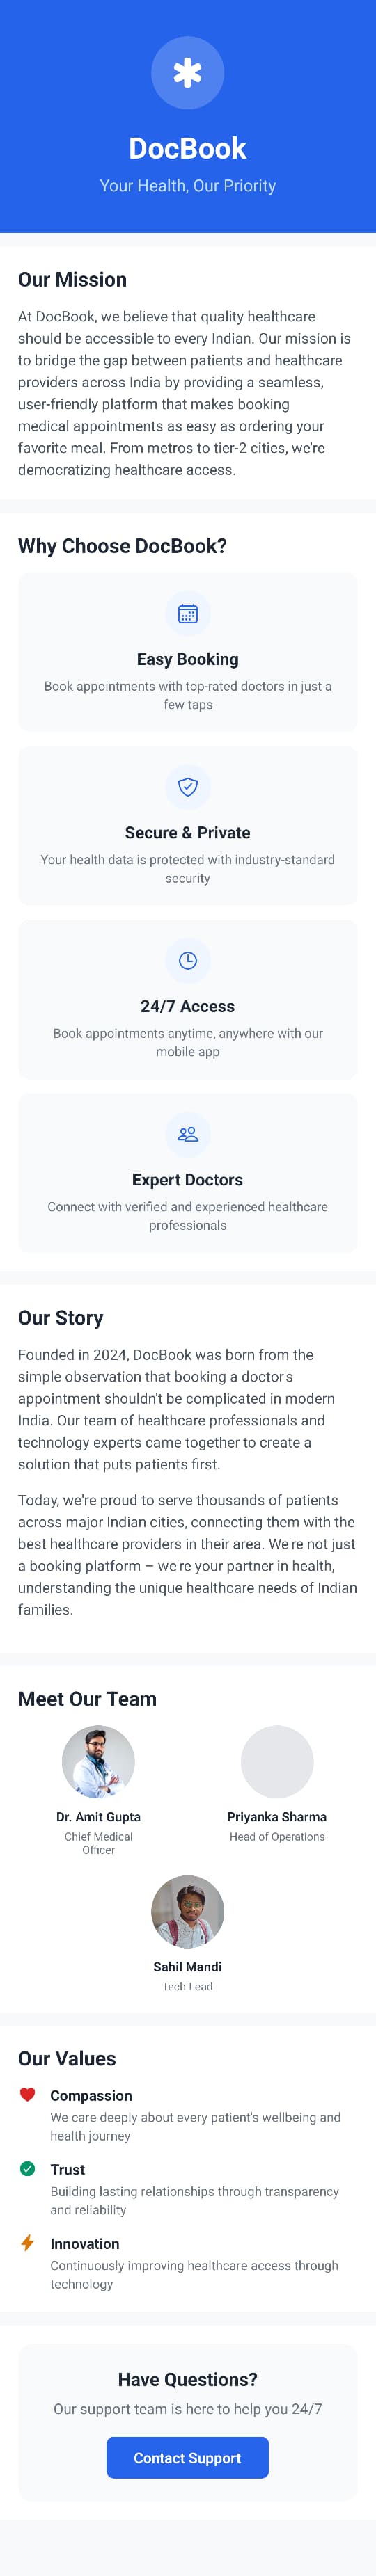 DocBook
Your Health, Our Priority
Our Mission
At DocBook, we believe that quality healthcare
should be accessible to every Indian. Our mission is
to bridge the gap between patients and healthcare
providers across India by providing a seamless,
user-friendly platform that makes booking
medical appointments as easy as ordering your
favorite meal. From metros to tier-2 cities, we're
democratizing healthcare access.
Why Choose DocBook?
Easy Booking
Book appointments with top-rated doctors in just a
few taps
Secure & Private
Your health data is protected with industry-standard
security
24/7 Access
Book appointments anytime, anywhere with our
mobile app
Expert Doctors
Connect with verified and experienced healthcare
professionals
Our Story
Founded in 2024, DocBook was born from the
simple observation that booking a doctor's
appointment shouldn't be complicated in modern
India. Our team of healthcare professionals and
technology experts came together to create a
solution that puts patients first.
Today, we're proud to serve thousands of patients
across major Indian cities, connecting them with the
best healthcare providers in their area. We're not just
a booking platform – we're your partner in health,
understanding the unique healthcare needs of Indian
families.
Meet Our Team
Dr. Amit Gupta
Chief Medical
Officer
Priyanka Sharma
Head of Operations
Sahil Mandi
Tech Lead
Our Values
Compassion
We care deeply about every patient's wellbeing and
health journey
Trust
Building lasting relationships through transparency
and reliability
Innovation
Continuously improving healthcare access through
technology
Have Questions?
Our support team is here to help you 24/7
Contact Support